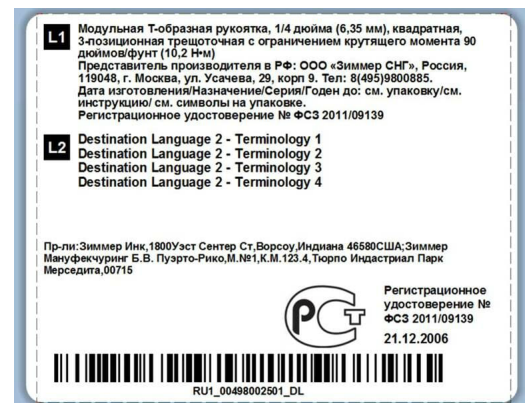 L1
Модульная Т-образная рукоятка, 1/4 дюйма (6,35 мм), квадратная,
3-позиционная трещоточная с ограничением крутящего момента 90
дюймов/фунт (10,2 Н•м)
Представитель производителя в РФ: ООО «Зиммер СНГ», Россия,
119048, г. Москва, ул. Усачева, 29, корп 9. Тел: 8(495)9800885.
Дата изготовления/Назначение/Серия/Годен до: см. упаковку/см.
инструкцию/ см. символы на упаковке.
Регистрационное удостоверение № ФСЗ 2011/09139
L2
Destination Language 2 - Terminology 1
Destination Language 2 - Terminology 2
Destination Language 2 - Terminology 3
Destination Language 2 - Terminology 4
Пр-ли:Зиммер Инк,1800Уэст Сентер Ст,Ворсоу,Индиана 46580США;Зиммер
Мануфекчуринг Б.В. Пуэрто-Рико,М.№1,К.М.123.4,Тюрпо Индастриал Парк
Мерседита,00715
РСТ
Регистрационное
удостоверение №
ФСЗ 2011/09139
21.12.2006
RU1_00498002501_DL